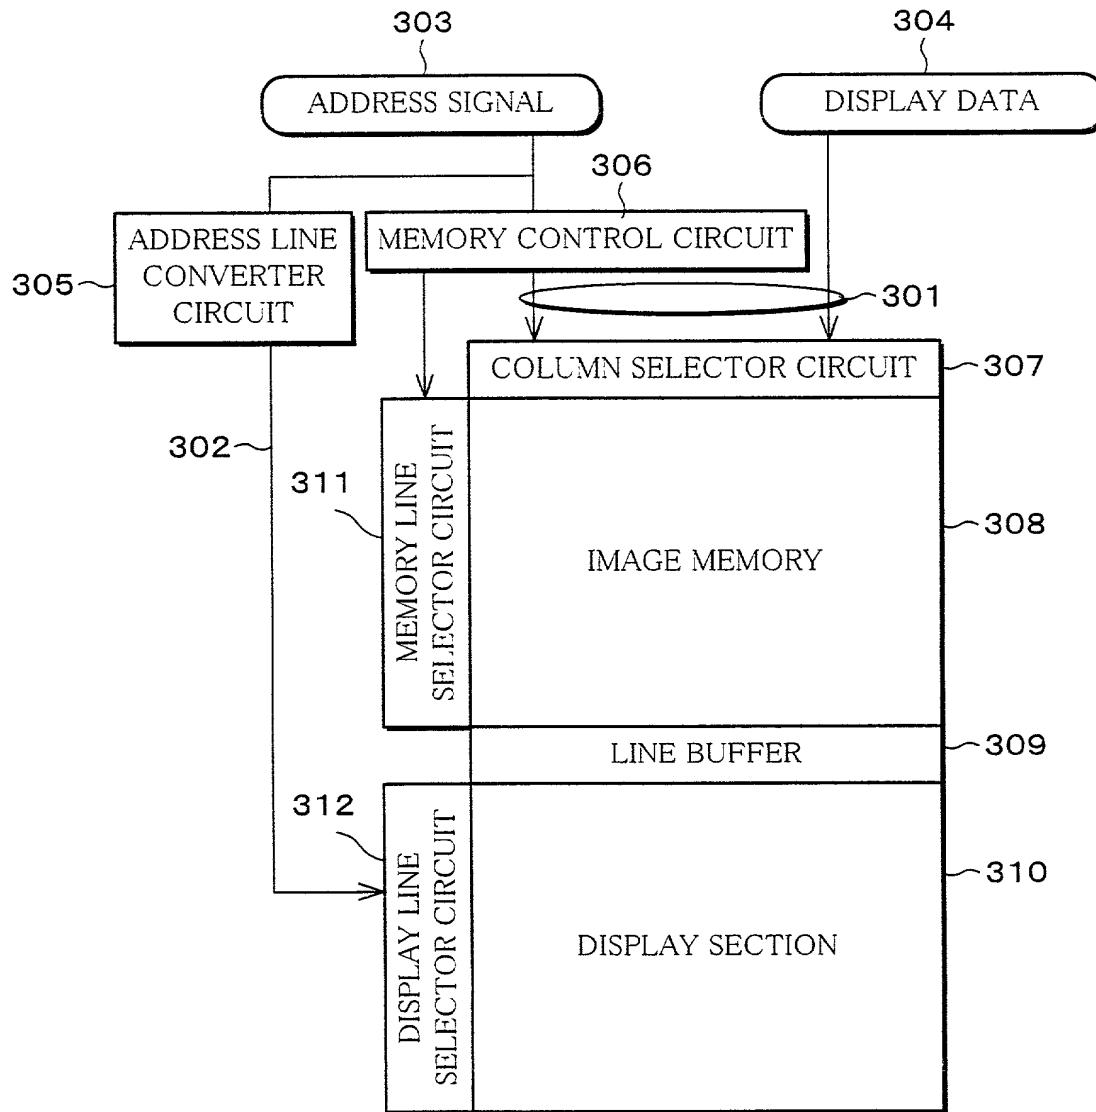 303
304
ADDRESS SIGNAL
DISPLAY DATA
306
ADDRESS LINE
CONVERTER
CIRCUIT
MEMORY CONTROL CIRCUIT
305
301
COLUMN SELECTOR CIRCUIT
307
302
311
MEMORY LINE
SELECTOR CIRCUIT
IMAGE MEMORY
308
LINE BUFFER
309
312
DISPLAY LINE
SELECTOR CIRCUIT
DISPLAY SECTION
310